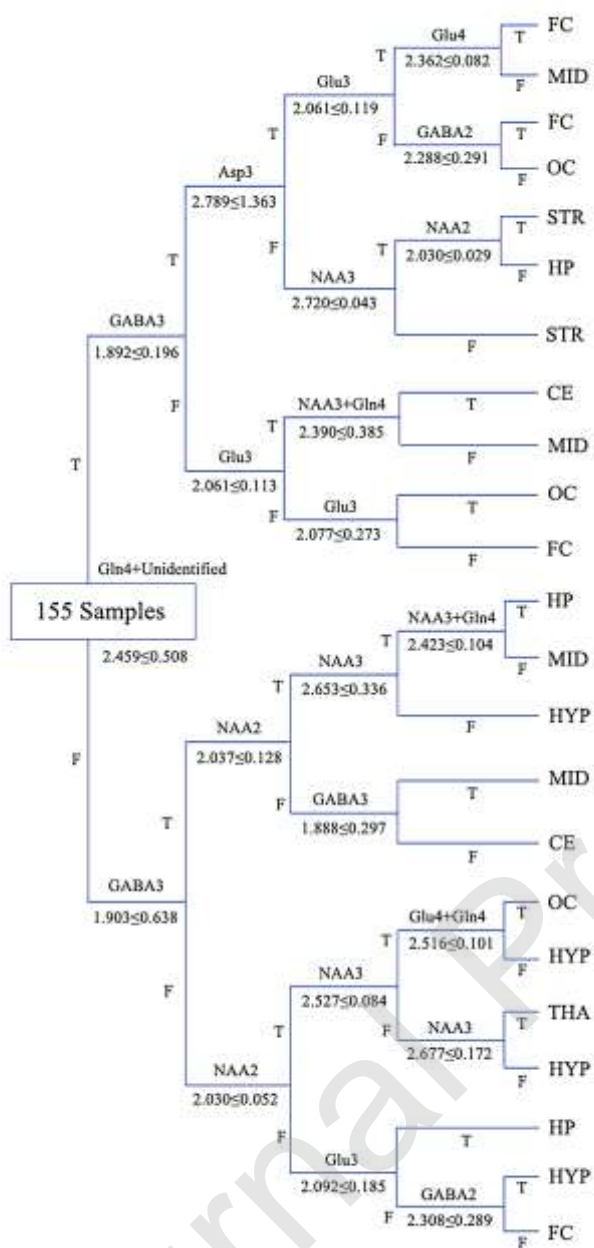 FC
Glu4
T
T
2.362≤0.082
MID
Glu3
F
2.061≤0.119
FC
T
GABA2
T
F
2.288≤0.291
OC
Asp3
F
2.789≤1.363
STR
NAA2
T
T
2.030≤0.029
HP
F
NAA3
F
T
2.720≤0.043
STR
GABA3
F
1.892≤0.196
CE
NAA3+Gln4
T
T
2.390≤0.385
F
MID
Glu3
F
T
2.061≤0.113
OC
Glu3
F
T
2.077≤0.273
FC
F
Gln4+Unidentified
155 Samples
2.459≤0.508
HP
NAA3+Gln4
T
T
2.423≤0.104
MID
NAA3
F
T
2.653≤0.336
HYP
NAA2
F
F
2.037≤0.128
MID
GABA3
T
T
F
1.888≤0.297
CE
F
GABA3
1.903≤0.638
OC
Glu4+Gln4
T
T
2.516≤0.101
HYP
NAA3
F
F
2.527≤0.084
THA
T
NAA3
T
F
2.677≤0.172
HYP
NAA2
F
2.030≤0.052
HP
Glu3
T
F
2.092≤0.185
HYP
GABA2
T
F
2.308≤0.289
FC
F
rnal Pr